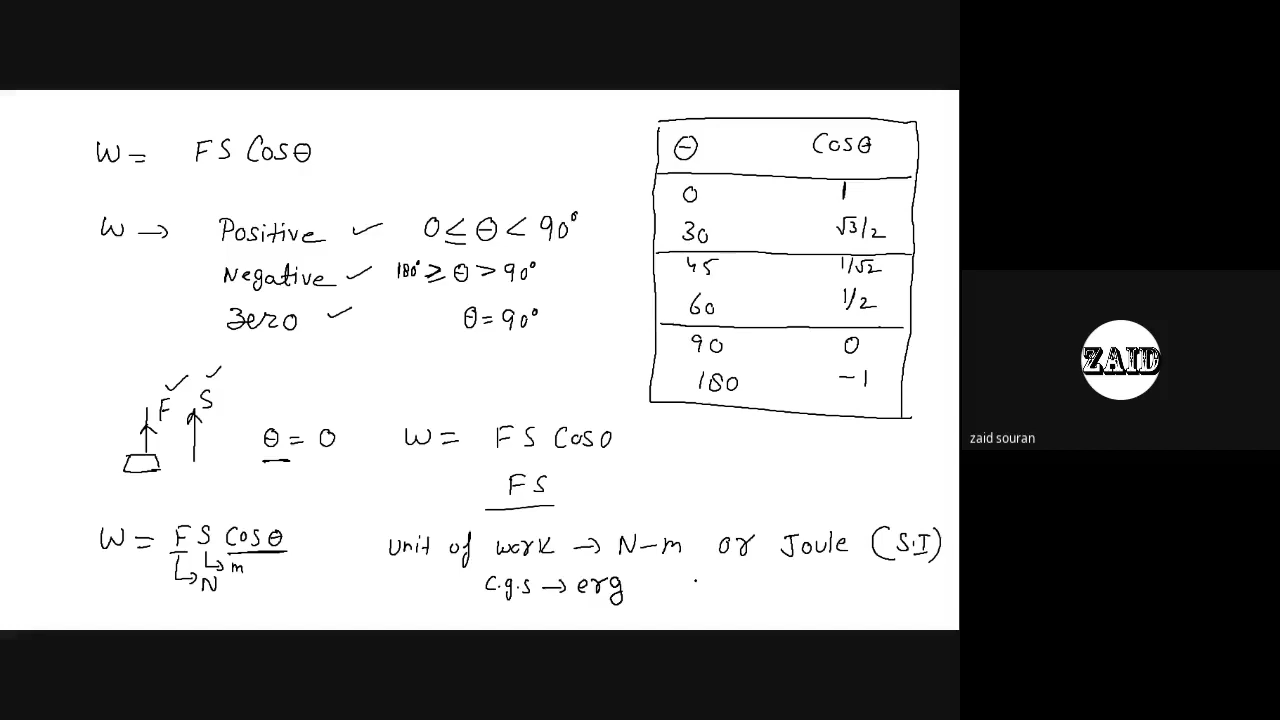 W = FS Cosθ
W → Positive ✓ 0 ≤ θ < 90°
Negative ✓ 180° ≥ θ > 90°
Zero ✓ θ = 90°
θ Cosθ
0 1
30 √3/2
45 1/√2
60 1/2
90 0
180 -1
F S
θ = 0 W = FS Cos0
FS
W = FS Cosθ
N m
unit of work → N-m or Joule (S.I)
c.g.s → erg
ZAID
zaid souran